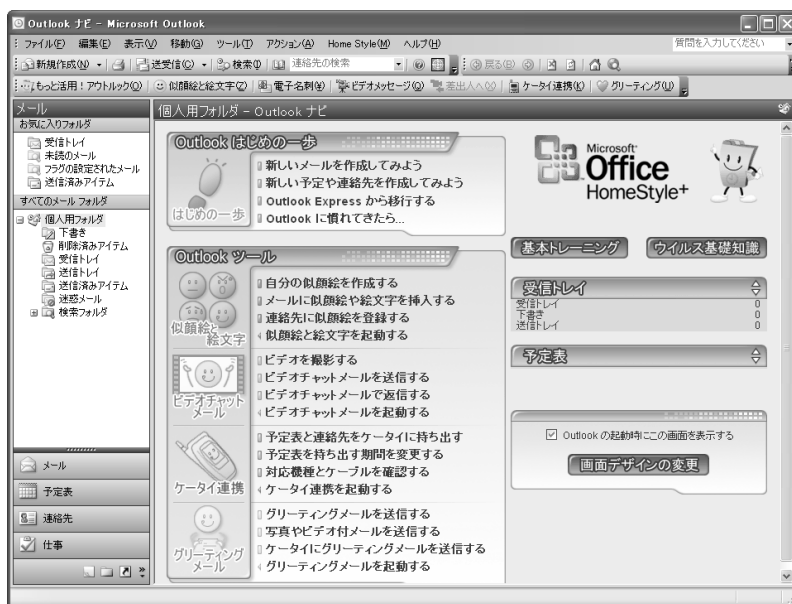 Outlook ナビ - Microsoft Outlook
ファイル(F) 編集(E) 表示(V) 移動(G) ツール(T) アクション(A) Home Style(M) ヘルプ(H) 質問を入力してください
新規作成(N) 送受信(C) 検索(I) 連絡先の検索 戻る(B)
もっと活用!アウトルック(O) 似顔絵と絵文字(Z) 電子名刺(¥) ビデオメッセージ(Q) 差出人へ(X) ケータイ連携(K) グリーティング(U)
メール
お気に入りフォルダ
受信トレイ
未読のメール
フラグの設定されたメール
送信済みアイテム
すべてのメール フォルダ
個人用フォルダ
下書き
削除済みアイテム
受信トレイ
送信トレイ
送信済みアイテム
迷惑メール
検索フォルダ
メール
予定表
連絡先
仕事
個人用フォルダ - Outlook ナビ
Outlook はじめの一歩
はじめの一歩
新しいメールを作成してみよう
新しい予定や連絡先を作成してみよう
Outlook Express から移行する
Outlook に慣れてきたら...
Outlook ツール
似顔絵と
絵文字
自分の似顔絵を作成する
メールに似顔絵や絵文字を挿入する
連絡先に似顔絵を登録する
似顔絵と絵文字を起動する
ビデオチャット
メール
ビデオを撮影する
ビデオチャットメールを送信する
ビデオチャットメールで返信する
ビデオチャットメールを起動する
ケータイ連携
予定表と連絡先をケータイに持ち出す
予定表を持ち出す期間を変更する
対応機種とケーブルを確認する
ケータイ連携を起動する
グリーティング
メール
グリーティングメールを送信する
写真やビデオ付メールを送信する
ケータイにグリーティングメールを送信する
グリーティングメールを起動する
Microsoft
Office
HomeStyle+
基本トレーニング ウイルス基礎知識
受信トレイ
受信トレイ 0
下書き 0
送信トレイ 0
予定表
Outlook の起動時にこの画面を表示する
画面デザインの変更